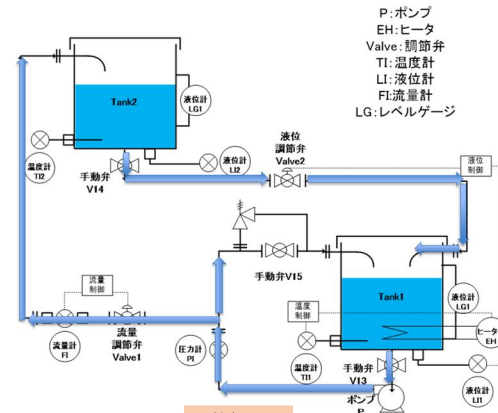 P:ポンプ
EH:ヒータ
Valve:調節弁
TI:温度計
LI:液位計
FI:流量計
LG:レベルゲージ
Tank2
液位計
LG1
温度計
TI2
手動弁
V14
液位計
LI2
液位
調節弁
Valve2
液位
制御
手動弁V15
流量
制御
Tank1
液位計
LG1
温度
制御
ヒータ
EH
流量計
FI
流量
調節弁
Valve1
圧力計
PI
温度計
TI1
手動弁
V13
ポンプ
P
液位計
LI1